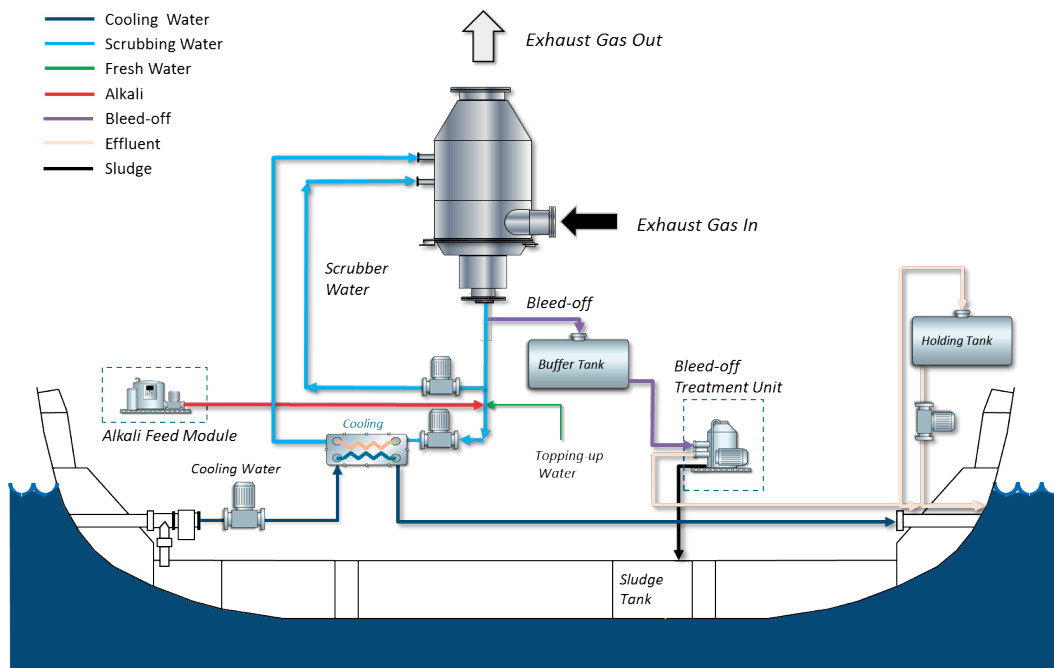 Cooling Water
Scrubbing Water
Fresh Water
Alkali
Bleed-off
Effluent
Sludge
Exhaust Gas Out
Exhaust Gas In
Scrubber
Water
Bleed-off
Buffer Tank
Holding Tank
Bleed-off
Treatment Unit
Alkali Feed Module
Cooling
Topping-up
Water
Cooling Water
Sludge
Tank